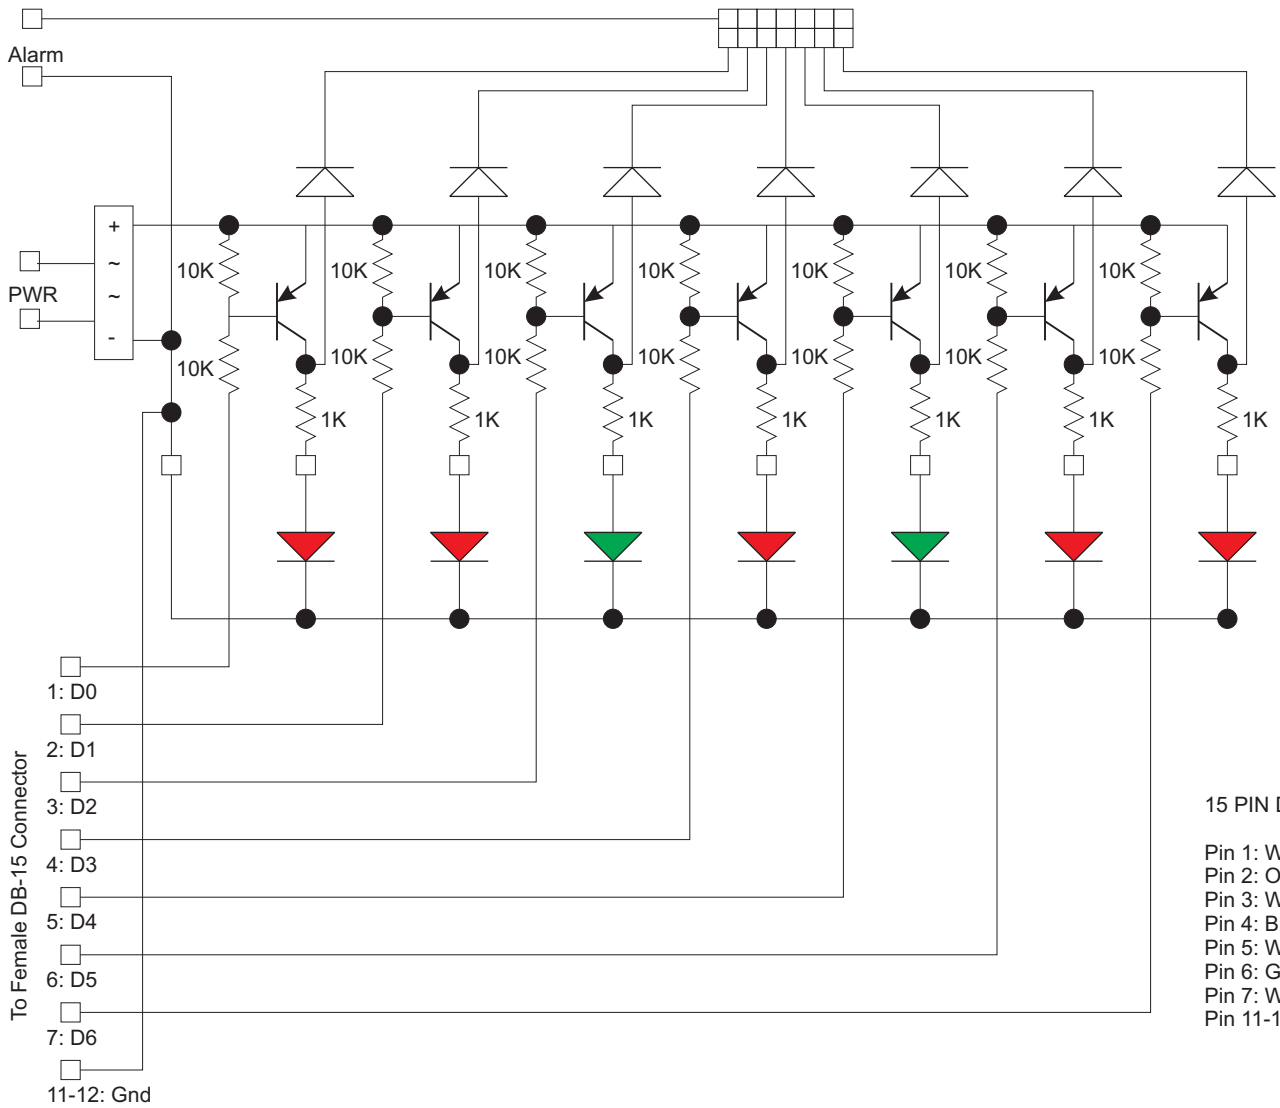 Alarm
+
~
~
-
PWR
10K
10K
10K
10K
10K
10K
10K
10K
10K
10K
10K
10K
10K
10K
1K
1K
1K
1K
1K
1K
1K
To Female DB-15 Connector
1: D0
2: D1
3: D2
4: D3
5: D4
6: D5
7: D6
11-12: Gnd
15 PIN
Pin 1:
Pin 2:
Pin 3:
Pin 4:
Pin 5:
Pin 6:
Pin 7:
Pin